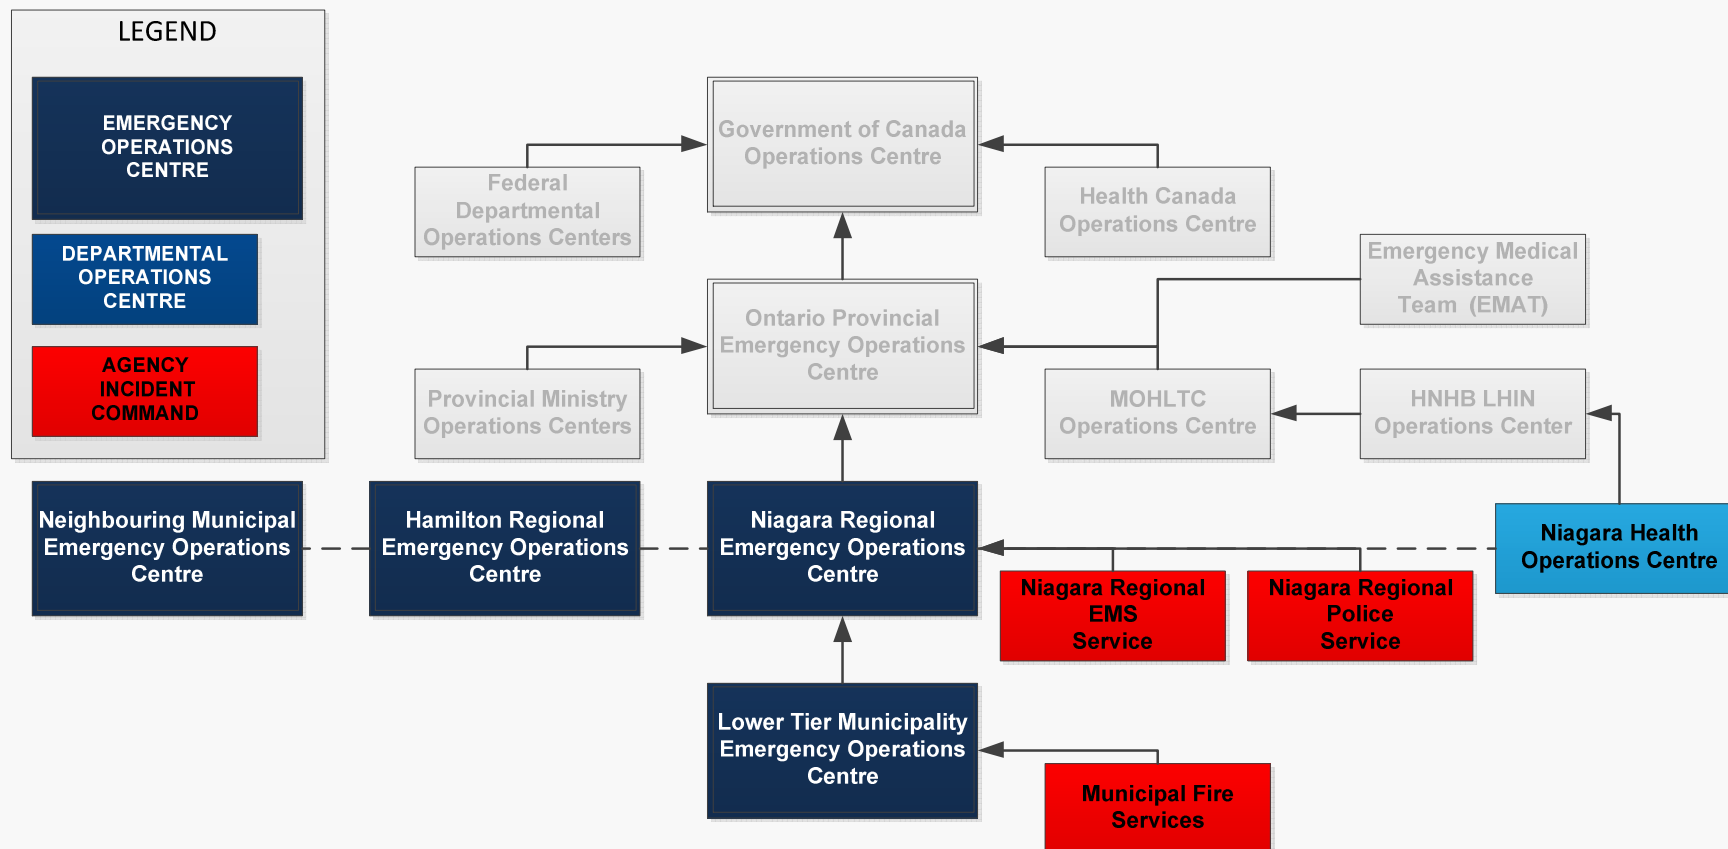 LEGEND
EMERGENCY
OPERATIONS
CENTRE
DEPARTMENTAL
OPERATIONS
CENTRE
AGENCY
INCIDENT
COMMAND
Government of Canada
Operations Centre
Federal
Departmental
Operations Centers
Health Canada
Operations Centre
Emergency Medical
Assistance
Team (EMAT)
Ontario Provincial
Emergency Operations
Centre
Provincial Ministry
Operations Centers
MOHLTC
Operations Centre
HNHB LHIN
Operations Center
Neighbouring Municipal
Emergency Operations
Centre
Hamilton Regional
Emergency Operations
Centre
Niagara Regional
Emergency Operations
Centre
Niagara Health
Operations Centre
Niagara Regional
EMS
Service
Niagara Regional
Police
Service
Lower Tier Municipality
Emergency Operations
Centre
Municipal Fire
Services